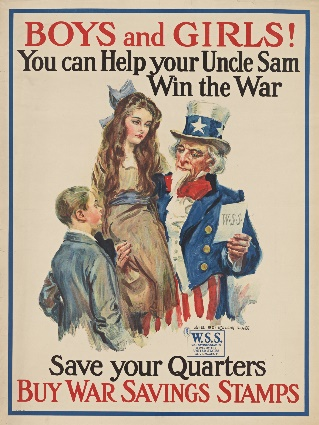 BOYS and GIRLS!
You can Help your Uncle Sam
Win the War
W.S.S.
W.S.S.
Save your Quarters
BUY WAR SAVINGS STAMPS